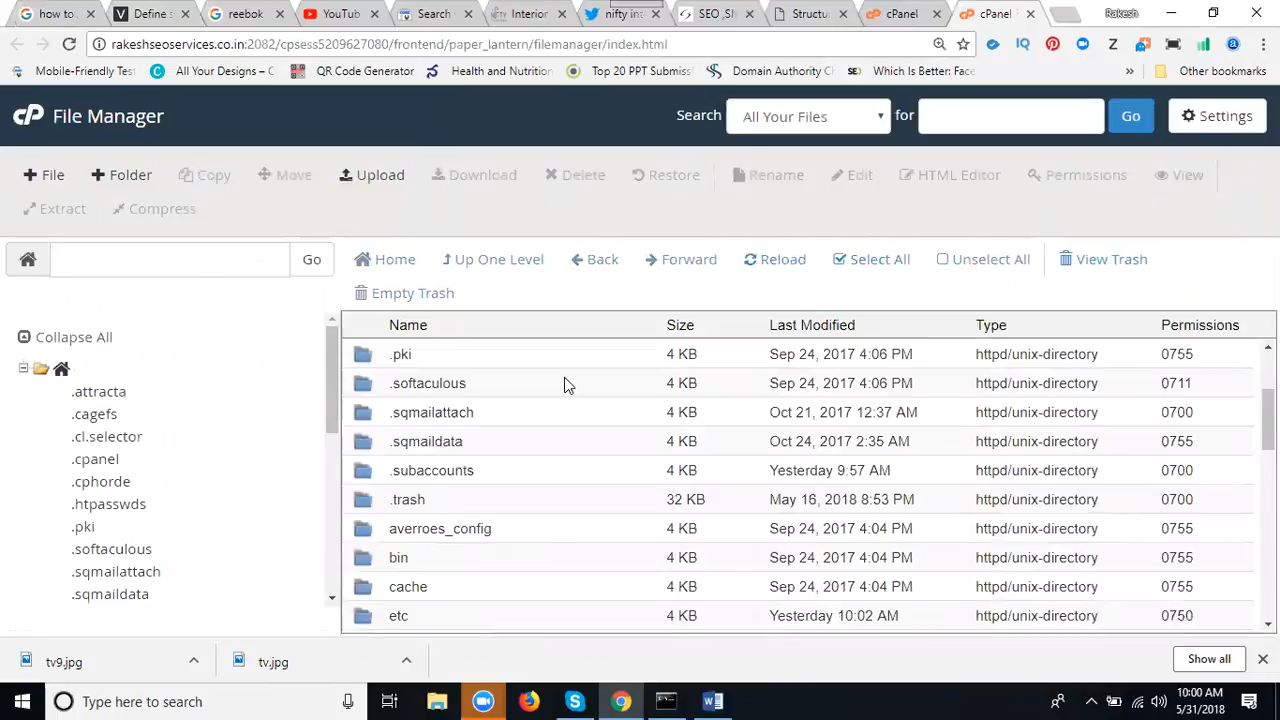 how to
Define s
reebok
YouTube
Search
Interior
nifty ine
SEO ,Sl
Structu
cPanel
cPanel F
Rakesh
rakeshseoservices.co.in:2082/cpsess5209627080/frontend/paper_lantern/filemanager/index.html
Mobile-Friendly Test
All Your Designs – C
QR Code Generator
Health and Nutrition
Top 20 PPT Submiss
Domain Authority C
Which Is Better: Face
Other bookmarks
cP File Manager
Search All Your Files for Go Settings
File Folder Copy Move Upload Download Delete Restore Rename Edit HTML Editor Permissions View
Extract Compress
Go
Home Up One Level Back Forward Reload Select All Unselect All View Trash
Empty Trash
Collapse All
.attracta
.cagefs
.cl.selector
.cpanel
.cphorde
.htpasswds
.pki
.softaculous
.sqmailattach
.sqmaildata
Name Size Last Modified Type Permissions
.pki 4 KB Sep 24, 2017 4:06 PM httpd/unix-directory 0755
.softaculous 4 KB Sep 24, 2017 4:06 PM httpd/unix-directory 0711
.sqmailattach 4 KB Oct 21, 2017 12:37 AM httpd/unix-directory 0700
.sqmaildata 4 KB Oct 24, 2017 2:35 AM httpd/unix-directory 0755
.subaccounts 4 KB Yesterday 9:57 AM httpd/unix-directory 0700
.trash 32 KB May 16, 2018 8:53 PM httpd/unix-directory 0700
averroes_config 4 KB Sep 24, 2017 4:04 PM httpd/unix-directory 0755
bin 4 KB Sep 24, 2017 4:04 PM httpd/unix-directory 0755
cache 4 KB Sep 24, 2017 4:04 PM httpd/unix-directory 0755
etc 4 KB Yesterday 10:02 AM httpd/unix-directory 0750
tv9.jpg
tv.jpg
Show all
Type here to search
10:00 AM
5/31/2018